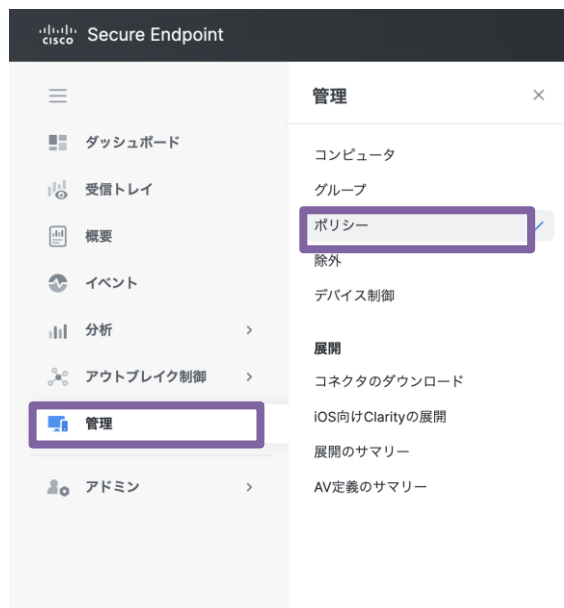 CISCO Secure Endpoint
ダッシュボード
受信トレイ
概要
イベント
分析
アウトブレイク制御
管理
アドミン
管理
コンピュータ
グループ
ポリシー
除外
デバイス制御
展開
コネクタのダウンロード
iOS向けClarityの展開
展開のサマリー
AV定義のサマリー